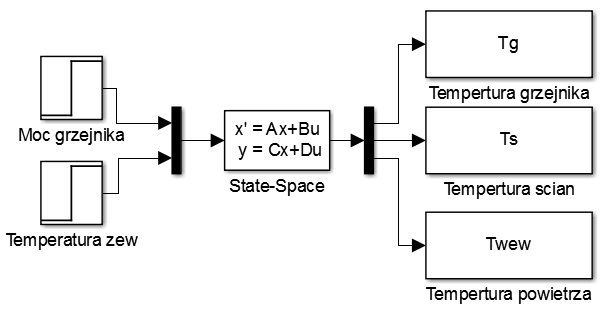 Moc grzejnika
Temperatura zew
x' = Ax+Bu
y = Cx+Du
State-Space
Tg
Tempertura grzejnika
Ts
Tempertura scian
Twew
Tempertura powietrza